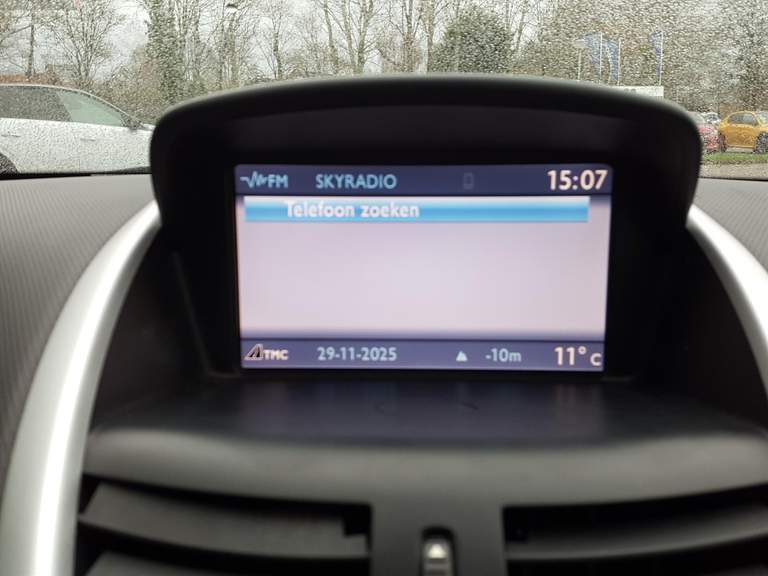 FM SKYRADIO 15:07
Telefoon zoeken
TMC 29-11-2025 -10m 11°C